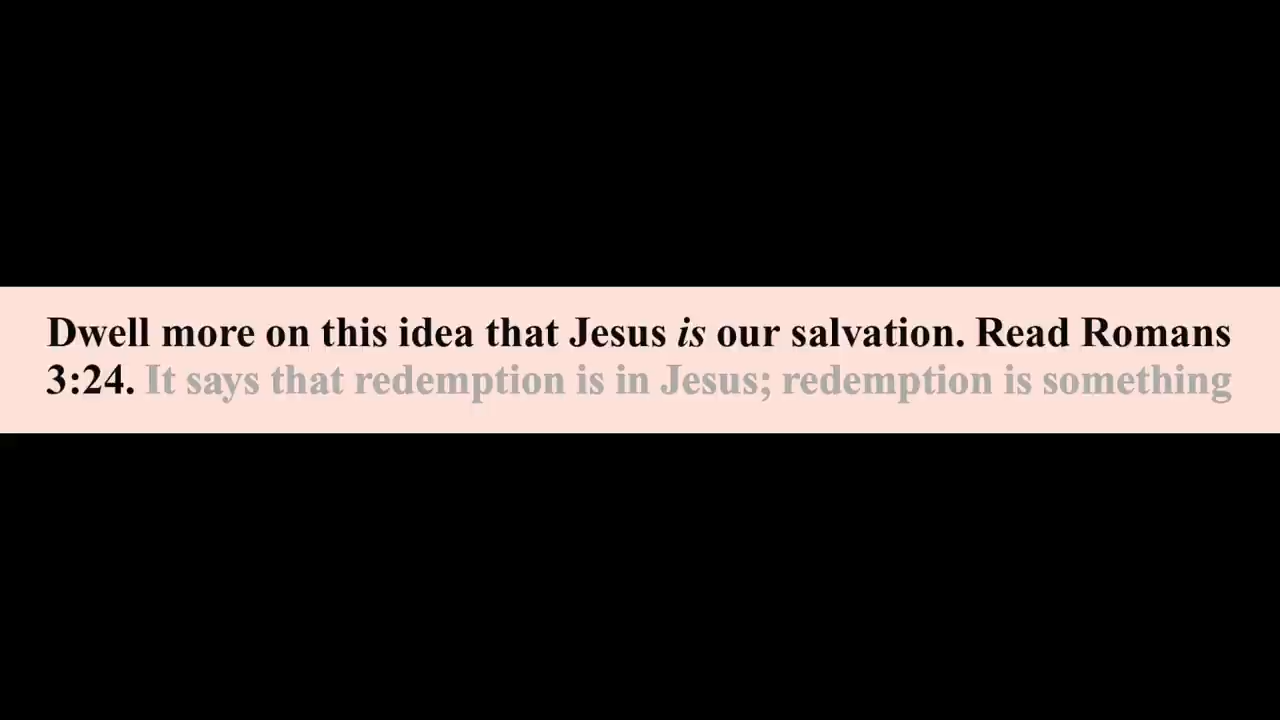 Dwell more on this idea that Jesus is our salvation. Read Romans
3:24. It says that redemption is in Jesus; redemption is something